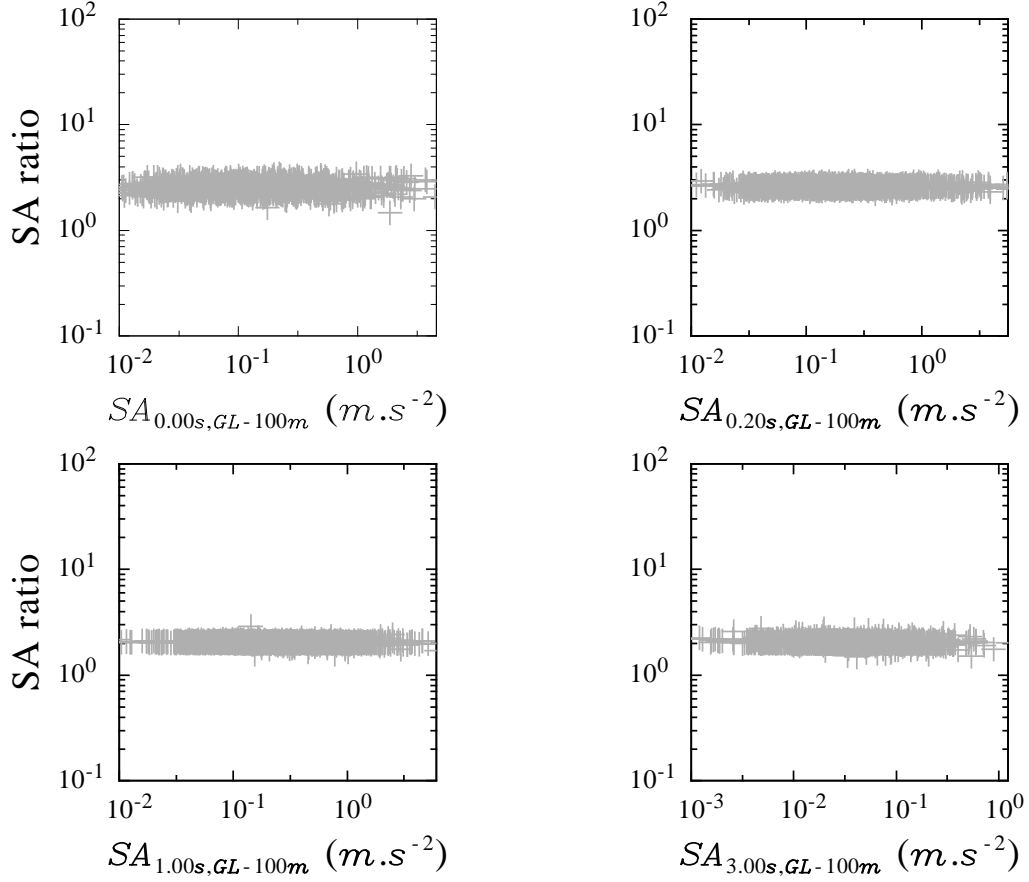 10^2 10^2
10^1 10^1
SA ratio
10^0 10^0
10^-1 10^-1
10^-2 10^-1 10^0 10^-2 10^-1 10^0
SA_0.00s,GL-100m (m.s^-2) SA_0.20s,GL-100m (m.s^-2)
10^2 10^2
10^1 10^1
SA ratio
10^0 10^0
10^-1 10^-1
10^-2 10^-1 10^0 10^-3 10^-2 10^-1 10^0
SA_1.00s,GL-100m (m.s^-2) SA_3.00s,GL-100m (m.s^-2)